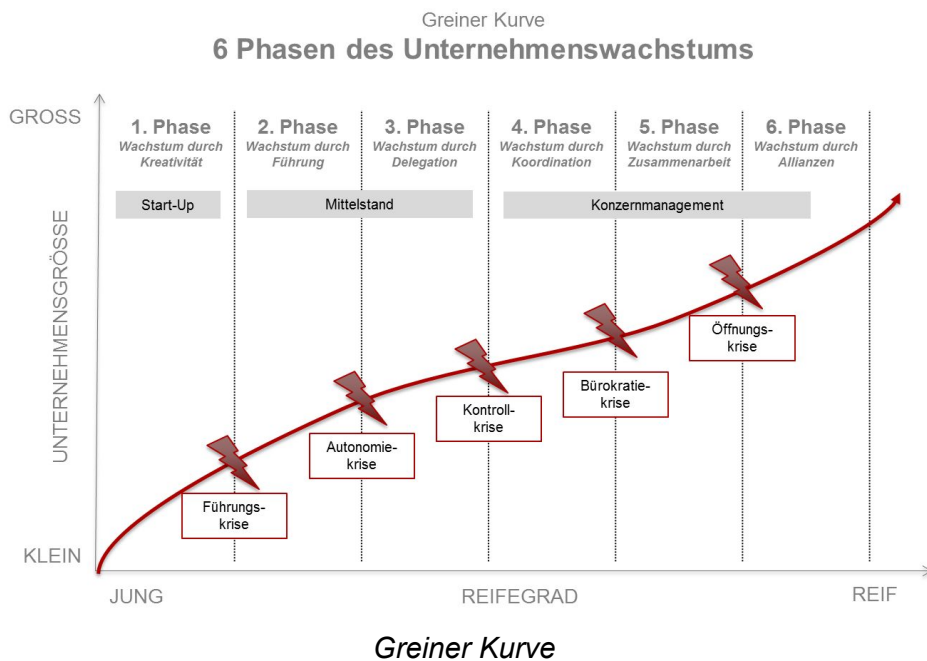 Greiner Kurve
6 Phasen des Unternehmenswachstums
GROSS
UNTERNEHMENSGRÖSSE
KLEIN
1. Phase
Wachstum durch
Kreativität
2. Phase
Wachstum durch
Führung
3. Phase
Wachstum durch
Delegation
4. Phase
Wachstum durch
Koordination
5. Phase
Wachstum durch
Zusammenarbeit
6. Phase
Wachstum durch
Allianzen
Start-Up
Mittelstand
Konzernmanagement
Führungs-
krise
Autonomie-
krise
Kontroll-
krise
Bürokratie-
krise
Öffnungs-
krise
JUNG
REIFEGRAD
REIF
Greiner Kurve